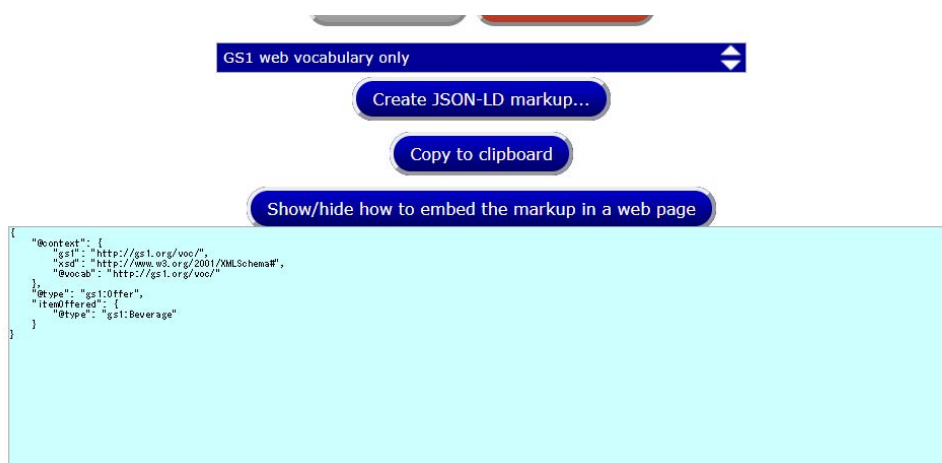 GS1 web vocabulary only
Create JSON-LD markup...
Copy to clipboard
Show/hide how to embed the markup in a web page
{
    "@context": {
        "gs1": "http://gs1.org/voc/",
        "xsd": "http://www.w3.org/2001/XMLSchema#",
        "@vocab": "http://gs1.org/voc/"
    },
    "@type": "gs1:Offer",
    "itemOffered": {
        "@type": "gs1:Beverage"
    }
}